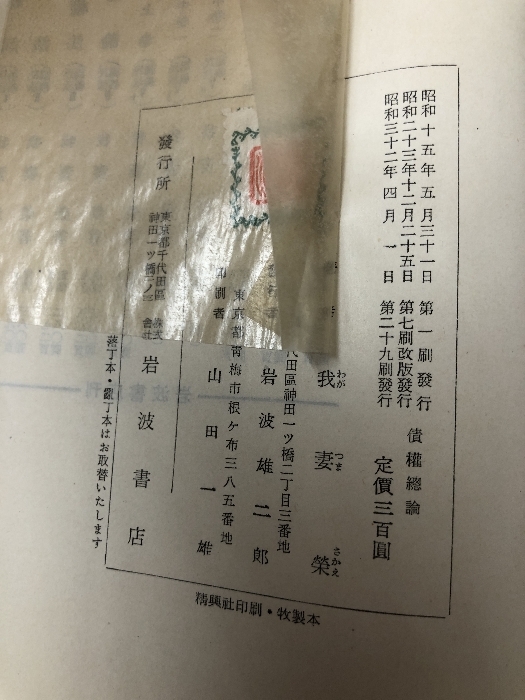 昭和十五年五月三十一日　第一刷發行
昭和二十三年十二月二十五日　第七刷改版發行
昭和三十二年四月一日　第二十九刷發行
債權總論
定價三百圓
我妻榮
わがつまさかえ
代田區神田一ツ橋二丁目三番地
岩波雄二郎
東京都靑梅市根ヶ布三八五番地
印刷者　山田一雄
發行所　東京都千代田區神田一ツ橋二ノ三　株式會社　岩波書店
落丁本・亂丁本はお取替いたします
精興社印刷・牧製本